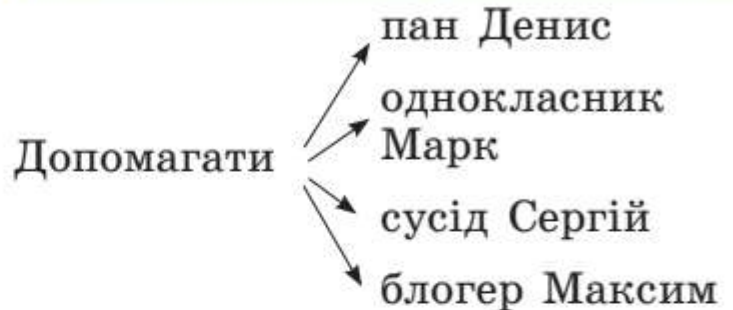 пан Денис
однокласник
Марк
Допомагати
сусід Сергій
блогер Максим